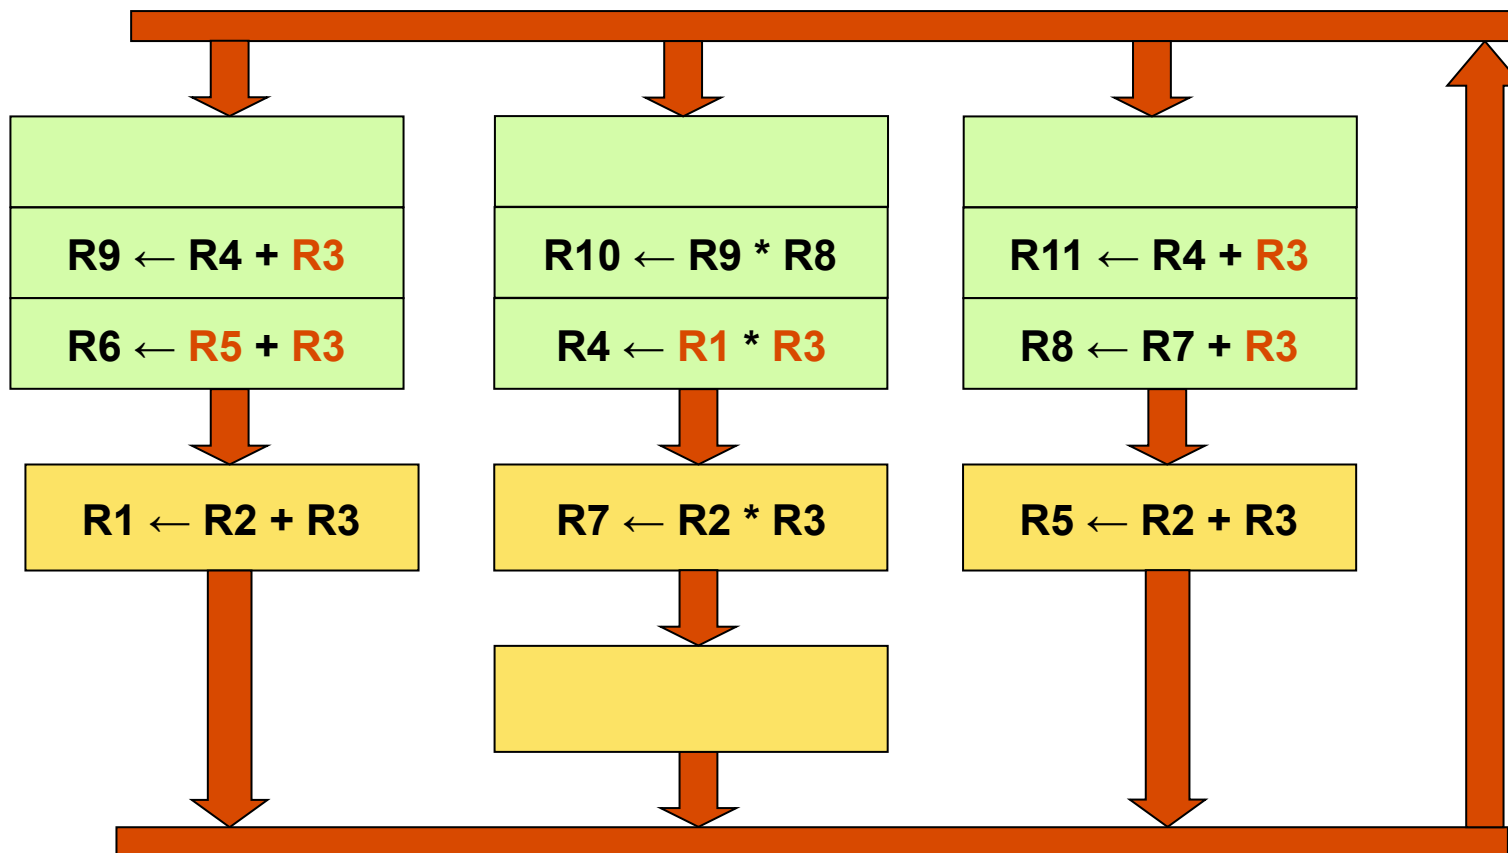 R9 ← R4 + R3
R10 ← R9 * R8
R11 ← R4 + R3
R6 ← R5 + R3
R4 ← R1 * R3
R8 ← R7 + R3
R1 ← R2 + R3
R7 ← R2 * R3
R5 ← R2 + R3